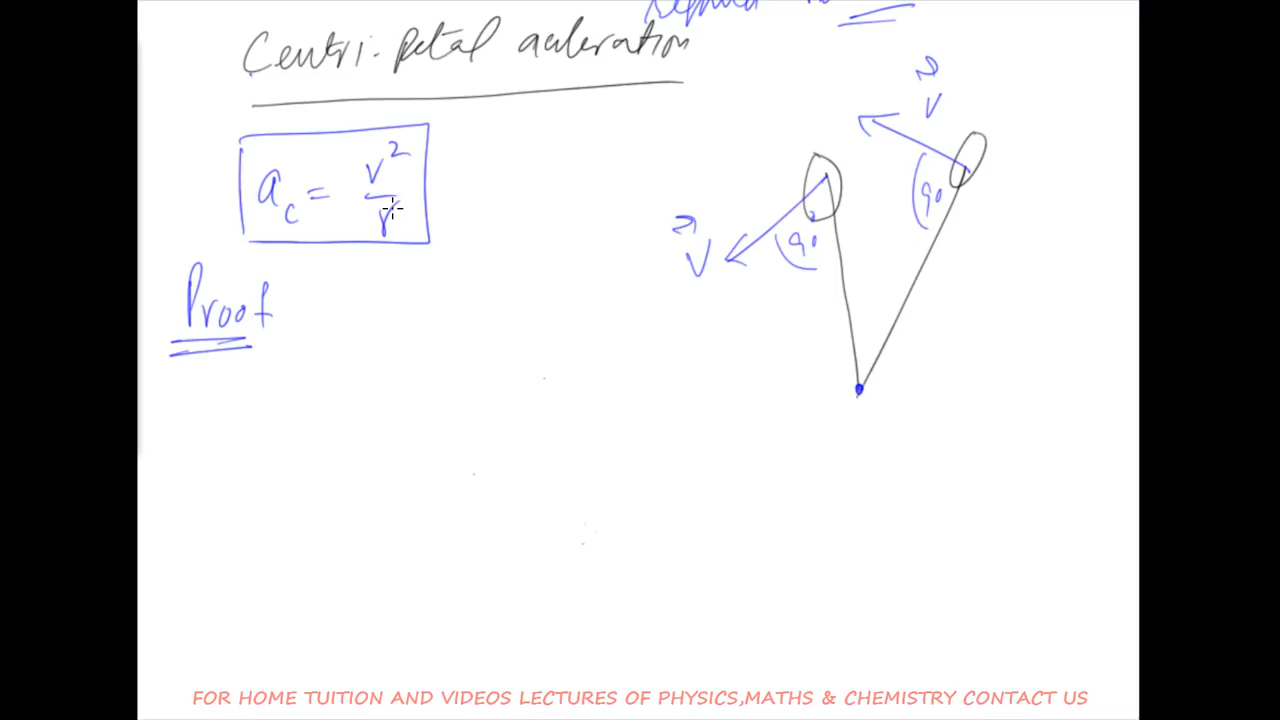 Centri-petal acceleration
a_c = v²/r
Proof
v⃗
90
v⃗
90
FOR HOME TUITION AND VIDEOS LECTURES OF PHYSICS,MATHS & CHEMISTRY CONTACT US